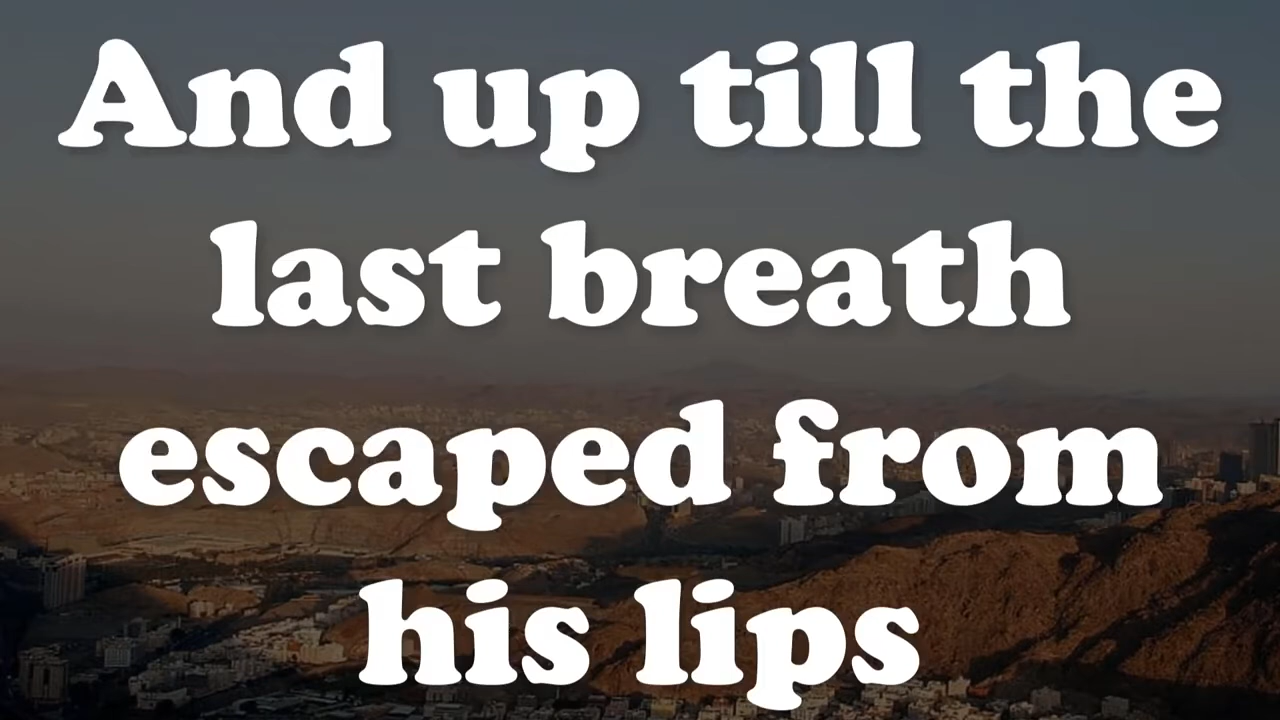 And up till the
last breath
escaped from
his lips